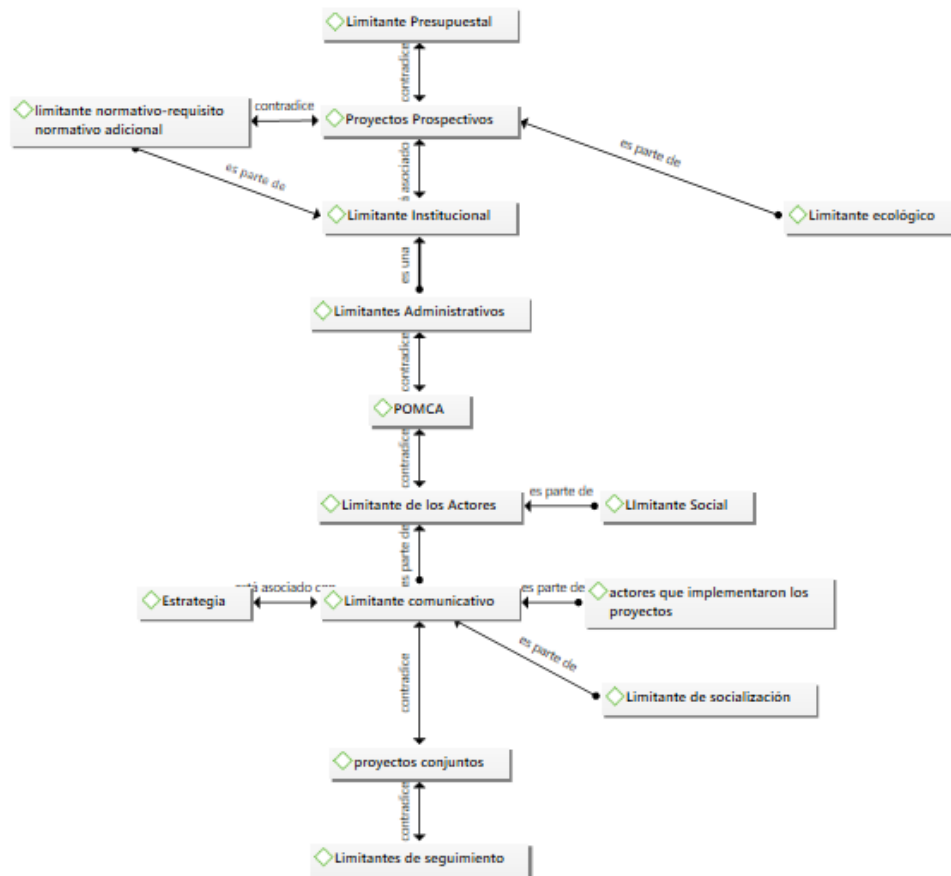 Limitante Presupuestal
contradice
limitante normativo-requisito
normativo adicional
contradice
Proyectos Prospectivos
es parte de
es parte de
asociado
Limitante Institucional
Limitante ecológico
es una
Limitantes Administrativos
contradice
POMCA
contradice
Limitante de los Actores
es parte de
LImitante Social
es parte de
Estrategia
está asociado con
Limitante comunicativo
es parte de
actores que implementaron los
proyectos
es parte de
Limitante de socialización
contradice
proyectos conjuntos
contradice
Limitantes de seguimiento